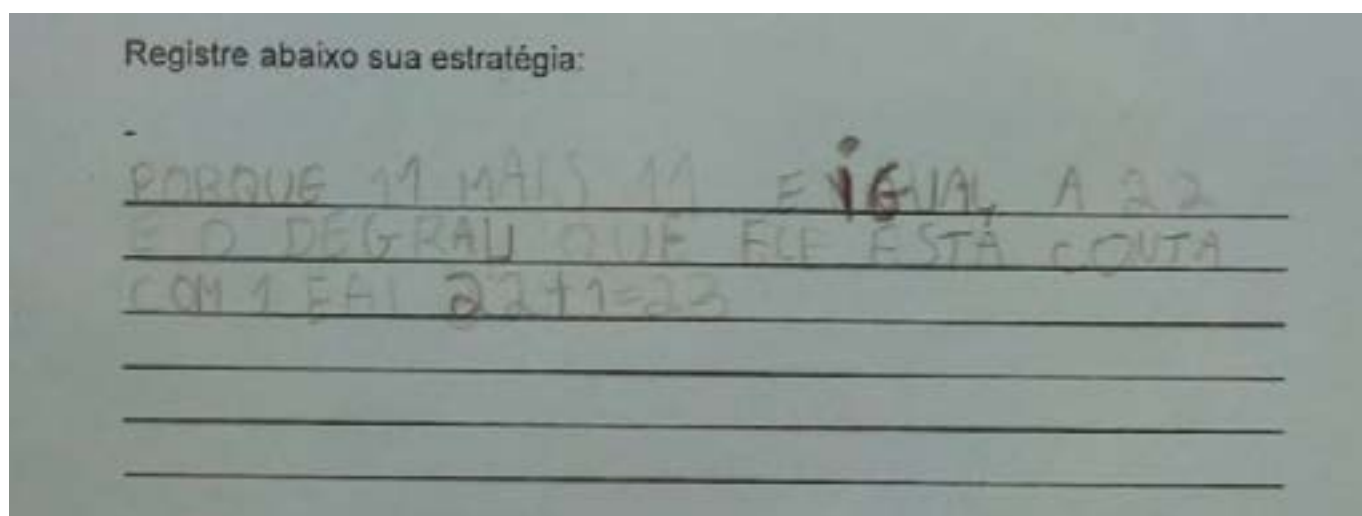 Registre abaixo sua estratégia:
-
PORQUE 11 MAIS 11 E iGUAL A 22
E O DEGRAU QUE ELE ESTÁ CONTA
COM 1 E AI 22+1=23